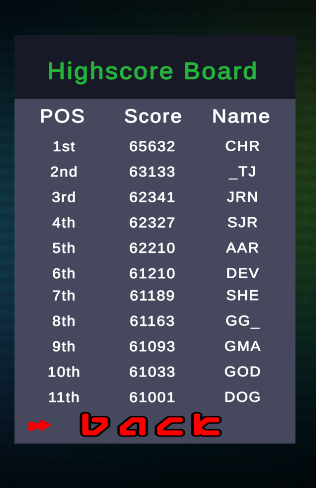 Highscore Board
POS Score Name
1st 65632 CHR
2nd 63133 _TJ
3rd 62341 JRN
4th 62327 SJR
5th 62210 AAR
6th 61210 DEV
7th 61189 SHE
8th 61163 GG_
9th 61093 GMA
10th 61033 GOD
11th 61001 DOG
back